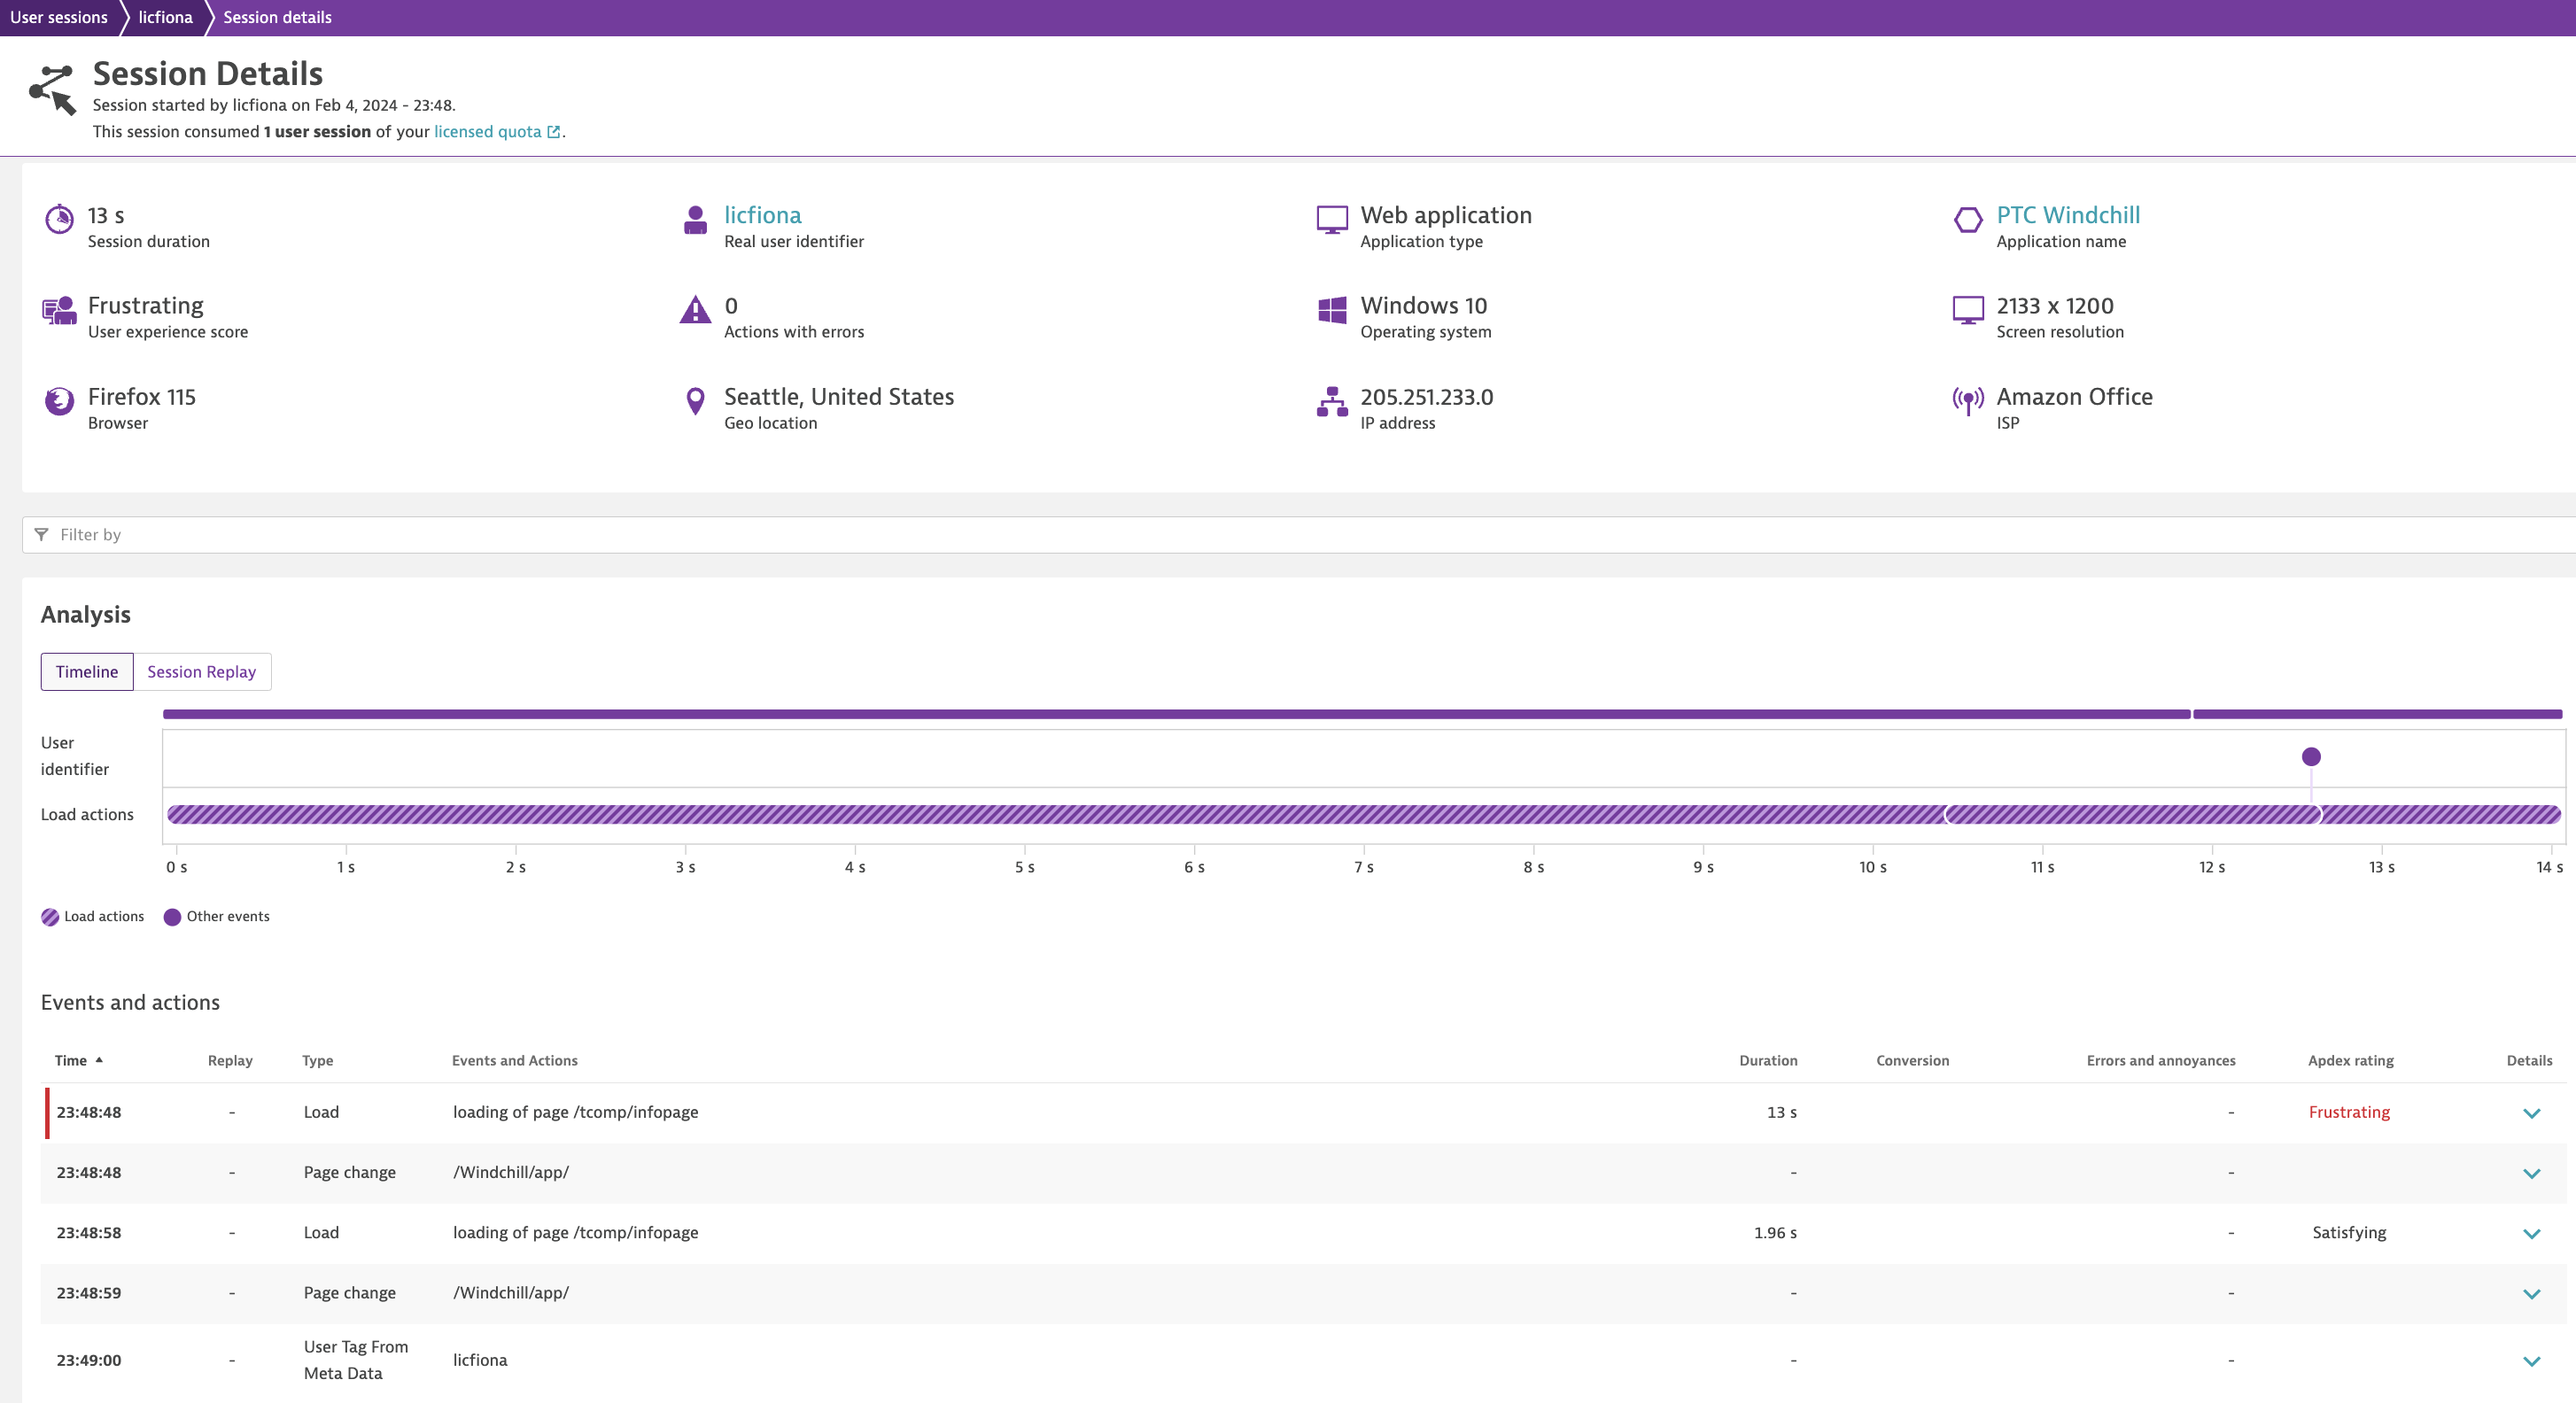 User sessions
licfiona
Session details
Session Details
Session started by licfiona on Feb 4, 2024 - 23:48.
This session consumed 1 user session of your licensed quota.
13 s
Session duration
licfiona
Real user identifier
Web application
Application type
PTC Windchill
Application name
Frustrating
User experience score
0
Actions with errors
Windows 10
Operating system
2133 x 1200
Screen resolution
Firefox 115
Browser
Seattle, United States
Geo location
205.251.233.0
IP address
Amazon Office
ISP
Filter by
Analysis
Timeline
Session Replay
User
identifier
Load actions
0 s 1 s 2 s 3 s 4 s 5 s 6 s 7 s 8 s 9 s 10 s 11 s 12 s 13 s 14 s
Load actions
Other events
Events and actions
Time Replay Type Events and Actions Duration Conversion Errors and annoyances Apdex rating Details
23:48:48 - Load loading of page /tcomp/infopage 13 s - Frustrating
23:48:48 - Page change /Windchill/app/ - -
23:48:58 - Load loading of page /tcomp/infopage 1.96 s - Satisfying
23:48:59 - Page change /Windchill/app/ - -
23:49:00 - User Tag From
Meta Data licfiona - -